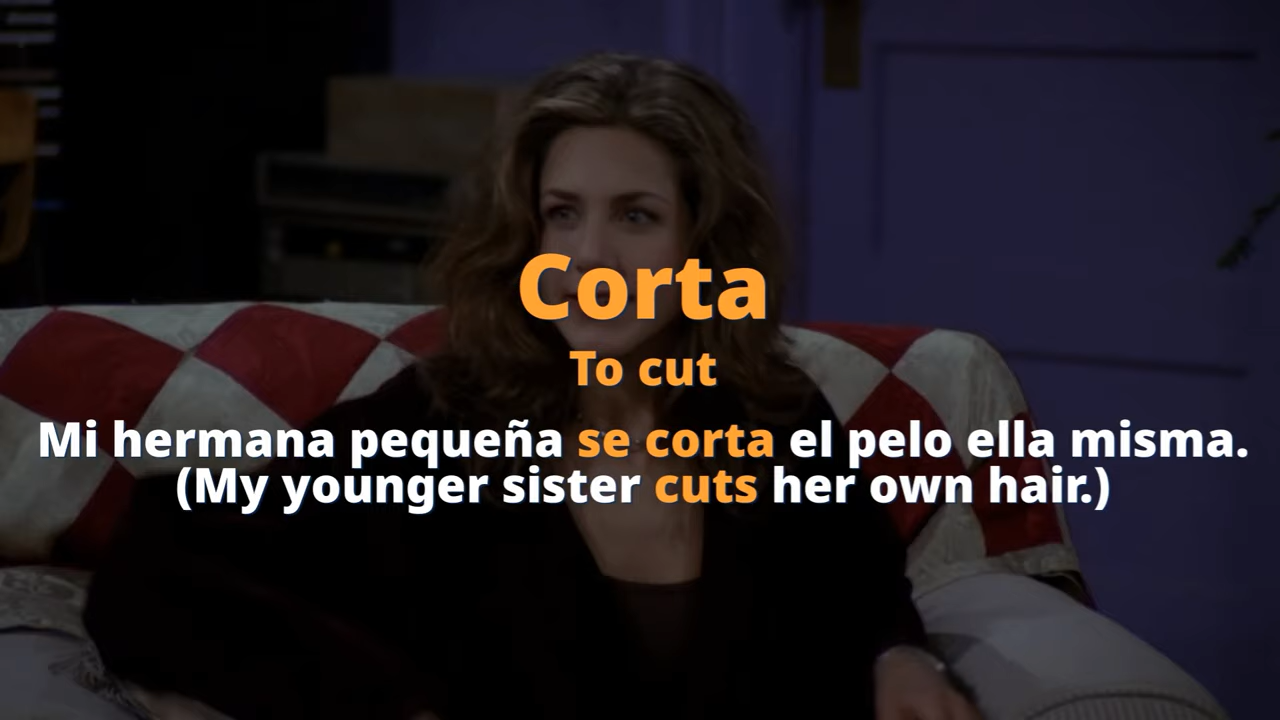 Corta
To cut
Mi hermana pequeña se corta el pelo ella misma.
(My younger sister cuts her own hair.)